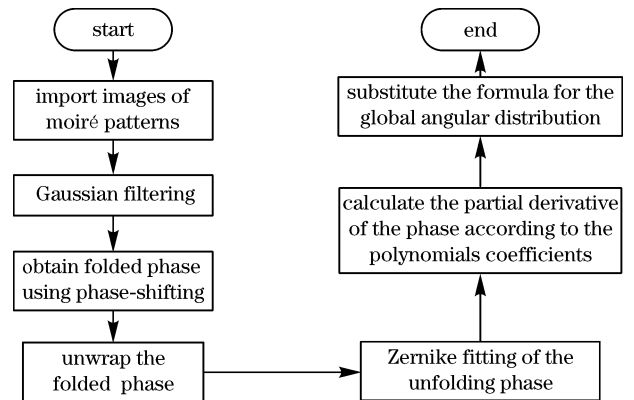 start
import images of
moiré patterns
Gaussian filtering
obtain folded phase
using phase-shifting
unwrap the
folded phase
Zernike fitting of the
unfolding phase
calculate the partial derivative
of the phase according to the
polynomials coefficients
substitute the formula for the
global angular distribution
end